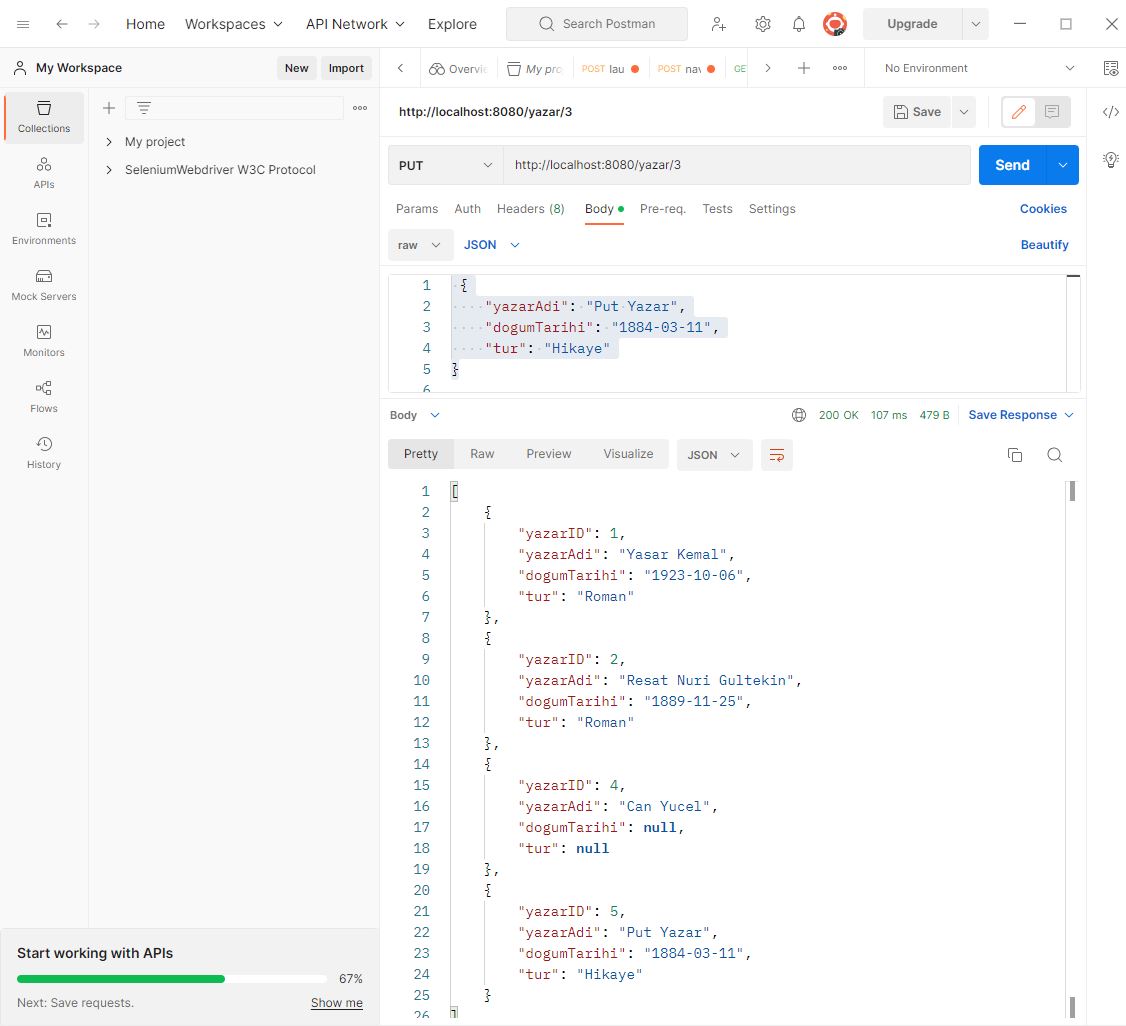 Home Workspaces API Network Explore Search Postman Upgrade
My Workspace New Import
Overvi My pro POST lau POST nav GE No Environment
Collections
APIs
Environments
Mock Servers
Monitors
Flows
History
My project
SeleniumWebdriver W3C Protocol
http://localhost:8080/yazar/3 Save
PUT http://localhost:8080/yazar/3 Send
Params Auth Headers (8) Body Pre-req. Tests Settings Cookies
raw JSON Beautify
1 {
2 "yazarAdi": "Put Yazar",
3 "dogumTarihi": "1884-03-11",
4 "tur": "Hikaye"
5 }
6
Body 200 OK 107 ms 479 B Save Response
Pretty Raw Preview Visualize JSON
1 [
2 {
3 "yazarID": 1,
4 "yazarAdi": "Yasar Kemal",
5 "dogumTarihi": "1923-10-06",
6 "tur": "Roman"
7 },
8 {
9 "yazarID": 2,
10 "yazarAdi": "Resat Nuri Gultekin",
11 "dogumTarihi": "1889-11-25",
12 "tur": "Roman"
13 },
14 {
15 "yazarID": 4,
16 "yazarAdi": "Can Yucel",
17 "dogumTarihi": null,
18 "tur": null
19 },
20 {
21 "yazarID": 5,
22 "yazarAdi": "Put Yazar",
23 "dogumTarihi": "1884-03-11",
24 "tur": "Hikaye"
25 }
26 ]
Start working with APIs
67%
Next: Save requests. Show me